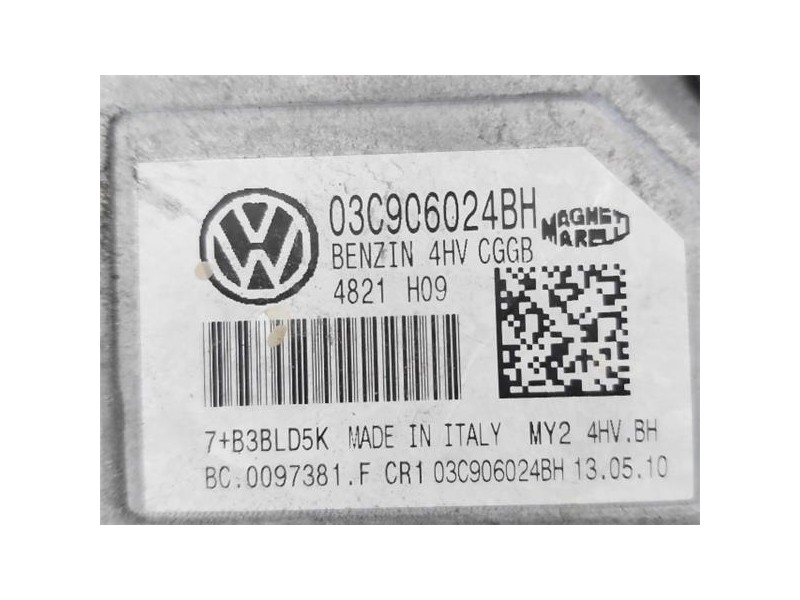 03C906024BH
MAGNETI
MARELLI
BENZIN 4HV CGGB
4821 H09
7+B3BLD5K MADE IN ITALY MY2 4HV.BH
BC.0097381.F CR1 03C906024BH 13.05.10